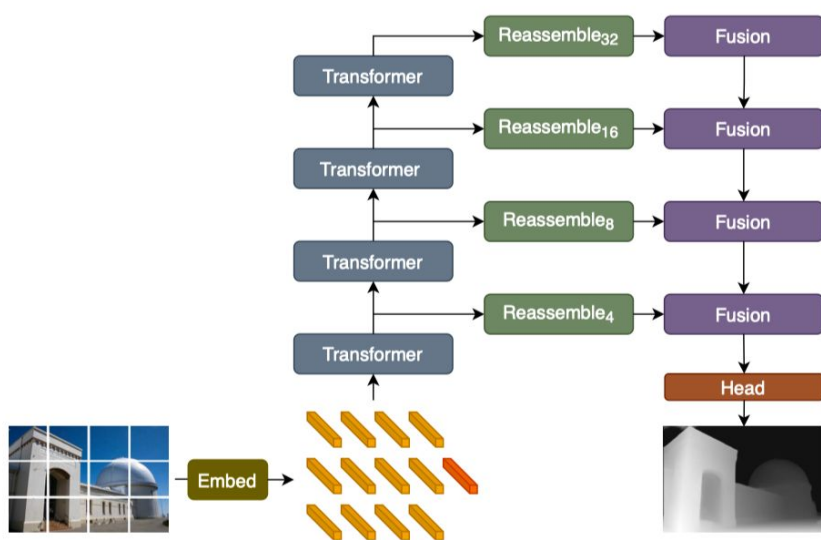 Reassemble32
Fusion
Transformer
Reassemble16
Fusion
Transformer
Reassemble8
Fusion
Transformer
Reassemble4
Fusion
Transformer
Head
Embed